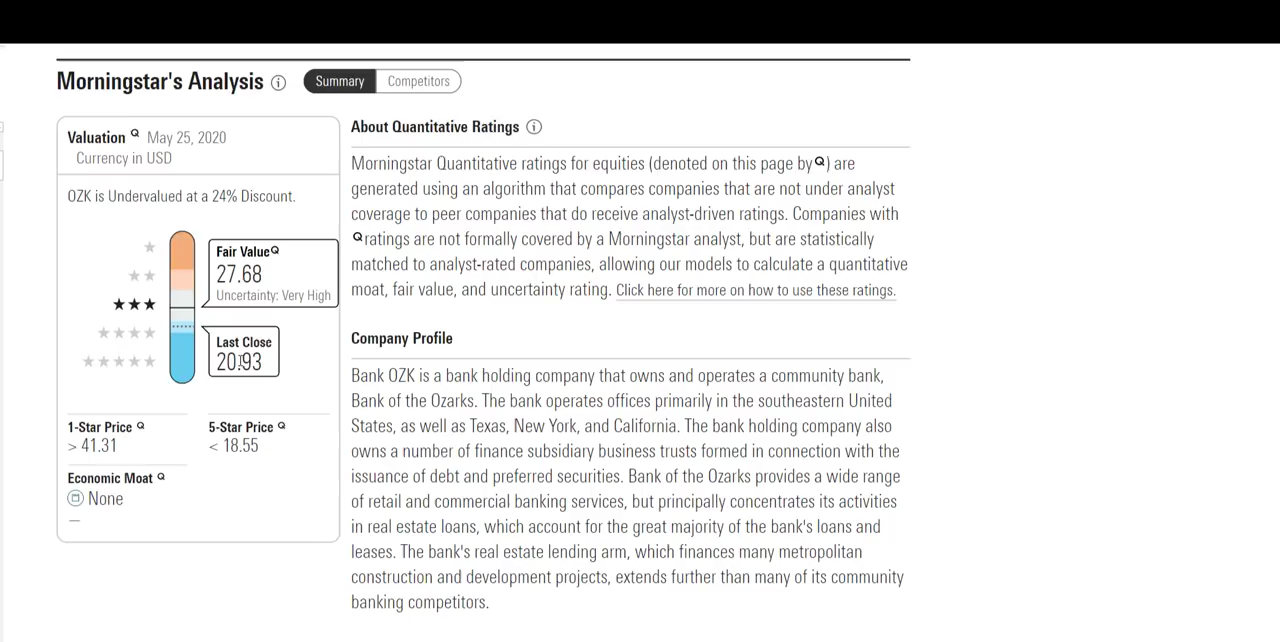 Morningstar's Analysis
Summary
Competitors
Valuation Q May 25, 2020
Currency in USD
OZK is Undervalued at a 24% Discount.
Fair Value Q
27.68
Uncertainty: Very High
Last Close
20.93
1-Star Price Q
> 41.31
5-Star Price Q
< 18.55
Economic Moat Q
None
—
About Quantitative Ratings
Morningstar Quantitative ratings for equities (denoted on this page by Q) are
generated using an algorithm that compares companies that are not under analyst
coverage to peer companies that do receive analyst-driven ratings. Companies with
Q ratings are not formally covered by a Morningstar analyst, but are statistically
matched to analyst-rated companies, allowing our models to calculate a quantitative
moat, fair value, and uncertainty rating. Click here for more on how to use these ratings.
Company Profile
Bank OZK is a bank holding company that owns and operates a community bank,
Bank of the Ozarks. The bank operates offices primarily in the southeastern United
States, as well as Texas, New York, and California. The bank holding company also
owns a number of finance subsidiary business trusts formed in connection with the
issuance of debt and preferred securities. Bank of the Ozarks provides a wide range
of retail and commercial banking services, but principally concentrates its activities
in real estate loans, which account for the great majority of the bank's loans and
leases. The bank's real estate lending arm, which finances many metropolitan
construction and development projects, extends further than many of its community
banking competitors.